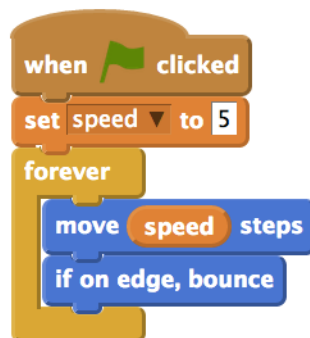 when clicked
set speed to 5
forever
move speed steps
if on edge, bounce